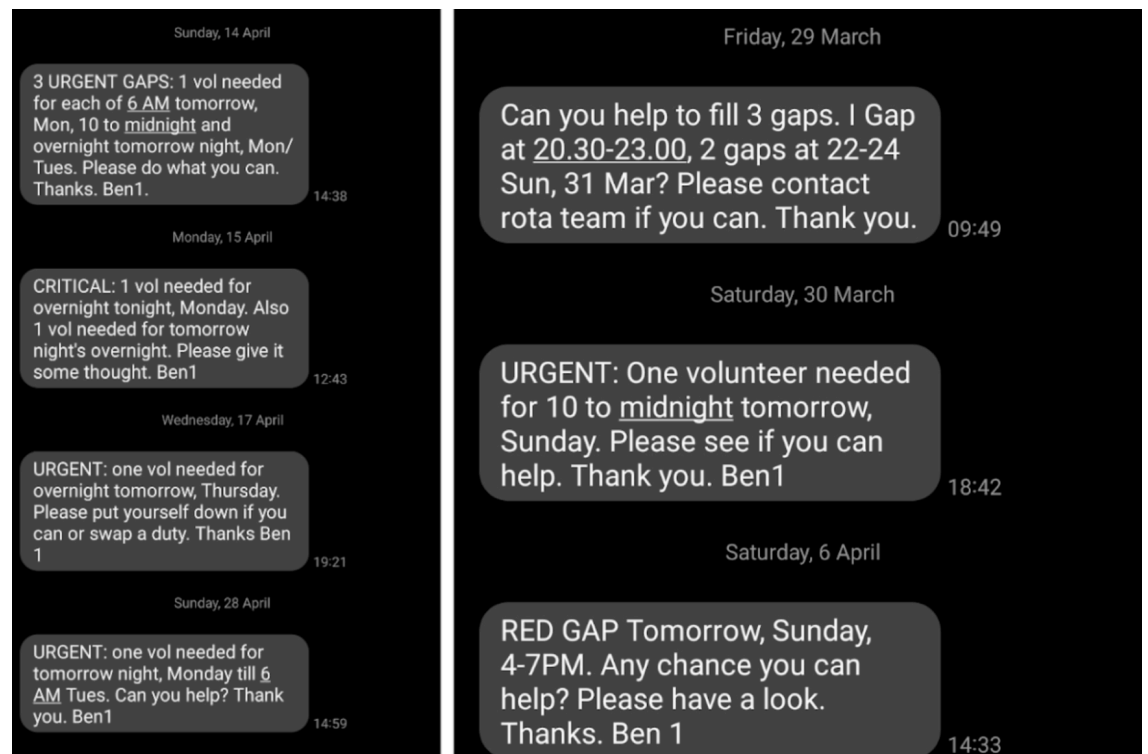 Sunday, 14 April
3 URGENT GAPS: 1 vol needed
for each of 6 AM tomorrow,
Mon, 10 to midnight and
overnight tomorrow night, Mon/
Tues. Please do what you can.
Thanks. Ben1.
14:38
Monday, 15 April
CRITICAL: 1 vol needed for
overnight tonight, Monday. Also
1 vol needed for tomorrow
night's overnight. Please give it
some thought. Ben1
12:43
Wednesday, 17 April
URGENT: one vol needed for
overnight tomorrow, Thursday.
Please put yourself down if you
can or swap a duty. Thanks Ben
1
19:21
Sunday, 28 April
URGENT: one vol needed for
tomorrow night, Monday till 6
AM Tues. Can you help? Thank
you. Ben1
14:59
Friday, 29 March
Can you help to fill 3 gaps. I Gap
at 20.30-23.00, 2 gaps at 22-24
Sun, 31 Mar? Please contact
rota team if you can. Thank you.
09:49
Saturday, 30 March
URGENT: One volunteer needed
for 10 to midnight tomorrow,
Sunday. Please see if you can
help. Thank you. Ben1
18:42
Saturday, 6 April
RED GAP Tomorrow, Sunday,
4-7PM. Any chance you can
help? Please have a look.
Thanks. Ben 1
14:33